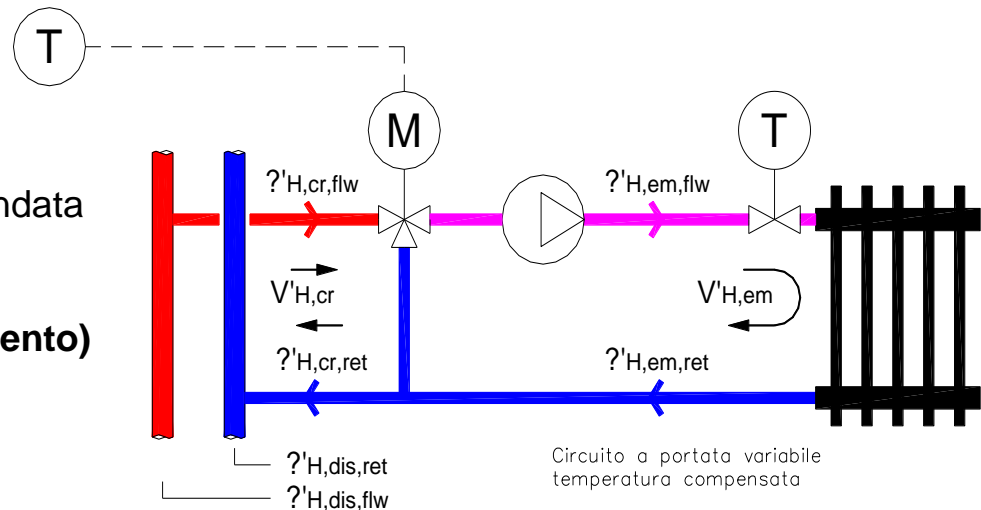 T
M
T
?'H,cr,flw
?'H,em,flw
ndata
V'H,cr
V'H,em
ento)
?'H,cr,ret
?'H,em,ret
?'H,dis,ret
?'H,dis,flw
Circuito a portata variabile
temperatura compensata